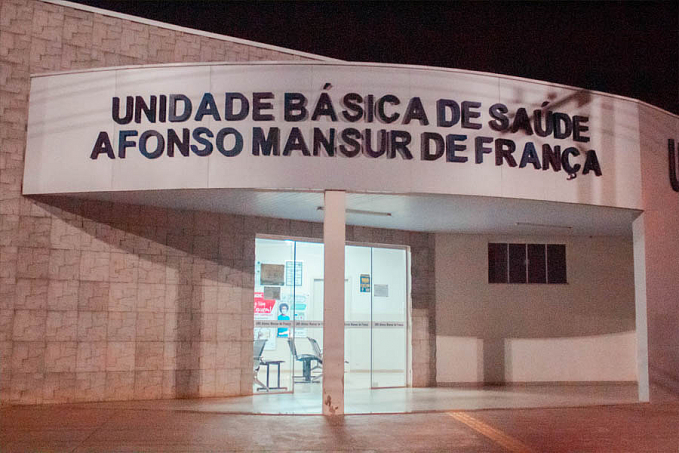 UNIDADE BÁSICA DE SAÚDE
AFONSO MANSUR DE FRANÇA